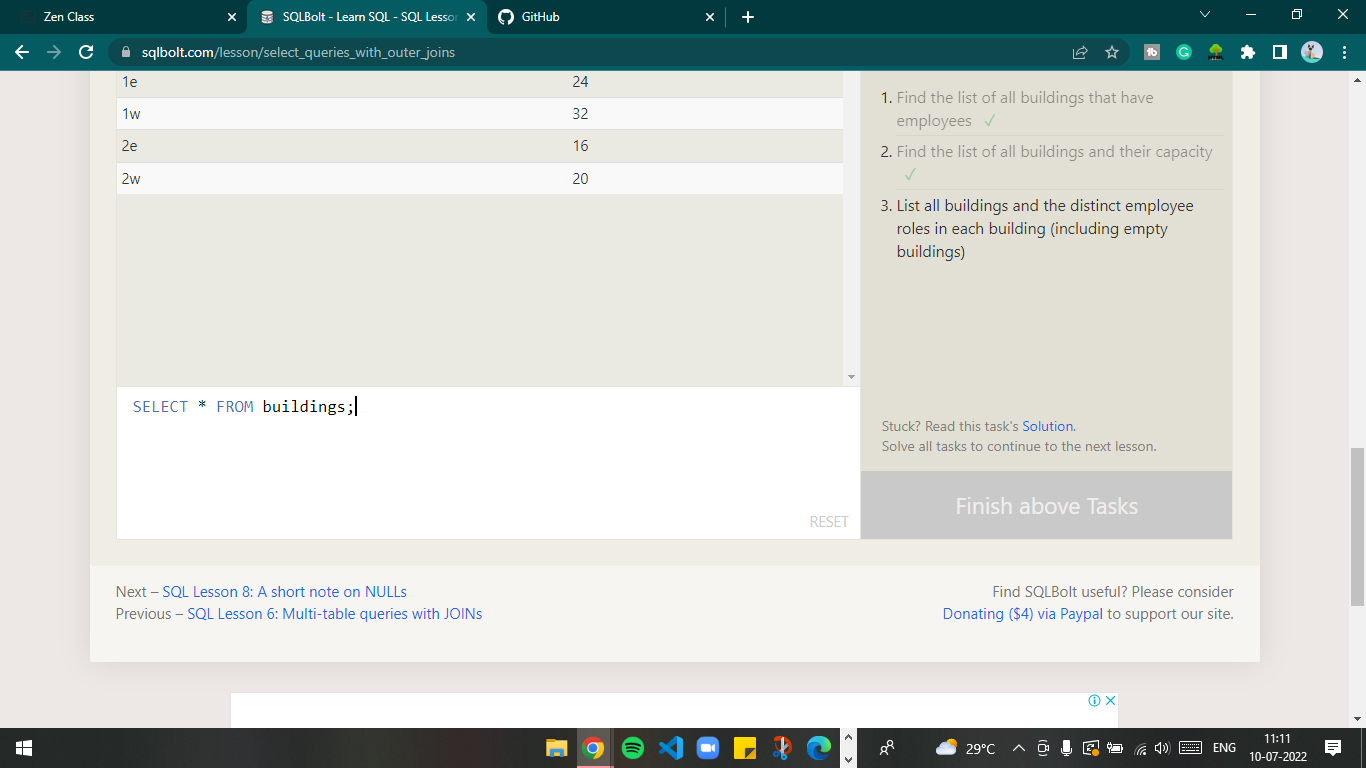 Zen Class
SQLBolt - Learn SQL - SQL Lesson
GitHub
sqlbolt.com/lesson/select_queries_with_outer_joins
1e 24
1w 32
2e 16
2w 20
SELECT * FROM buildings;
RESET
1. Find the list of all buildings that have
employees ✓
2. Find the list of all buildings and their capacity
✓
3. List all buildings and the distinct employee
roles in each building (including empty
buildings)
Stuck? Read this task's Solution.
Solve all tasks to continue to the next lesson.
Finish above Tasks
Next – SQL Lesson 8: A short note on NULLs
Previous – SQL Lesson 6: Multi-table queries with JOINs
Find SQLBolt useful? Please consider
Donating ($4) via Paypal to support our site.
29°C
ENG
11:11
10-07-2022